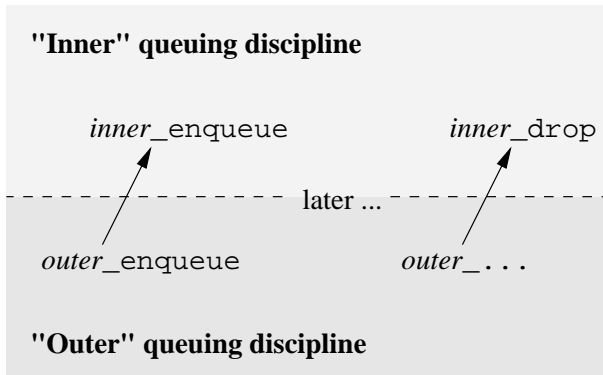 "Inner" queuing discipline
inner_enqueue inner_drop
later ...
outer_enqueue outer_...
"Outer" queuing discipline